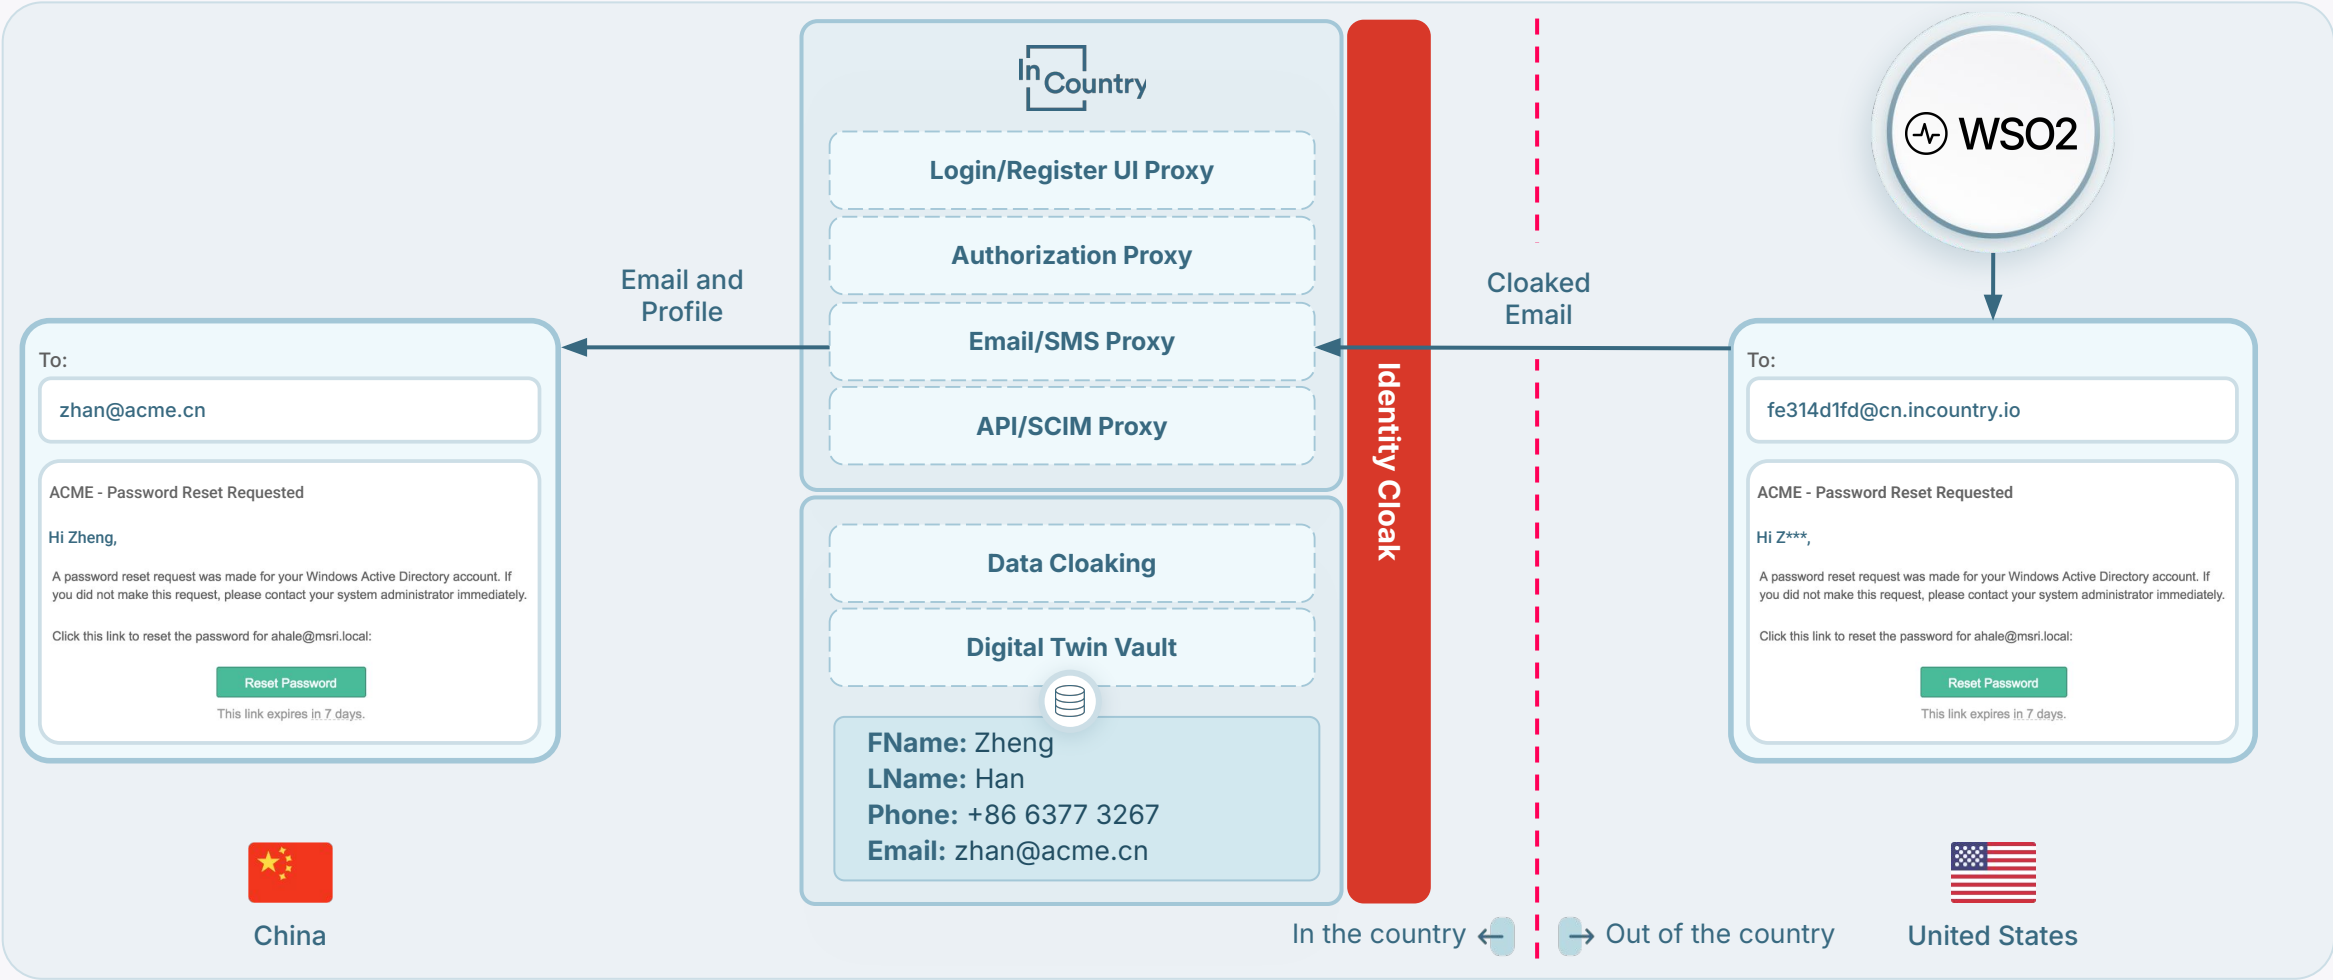 In Country
Login/Register UI Proxy
Authorization Proxy
Email/SMS Proxy
API/SCIM Proxy
Data Cloaking
Digital Twin Vault
FName: Zheng
LName: Han
Phone: +86 6377 3267
Email: zhan@acme.cn
Identity Cloak
Email and
Profile
To:
zhan@acme.cn
ACME - Password Reset Requested
Hi Zheng,
A password reset request was made for your Windows Active Directory account. If
you did not make this request, please contact your system administrator immediately.
Click this link to reset the password for ahale@msri.local:
Reset Password
This link expires in 7 days.
China
Cloaked
Email
WSO2
To:
fe314d1fd@cn.incountry.io
ACME - Password Reset Requested
Hi Z***,
A password reset request was made for your Windows Active Directory account. If
you did not make this request, please contact your system administrator immediately.
Click this link to reset the password for ahale@msri.local:
Reset Password
This link expires in 7 days.
In the country
Out of the country
United States